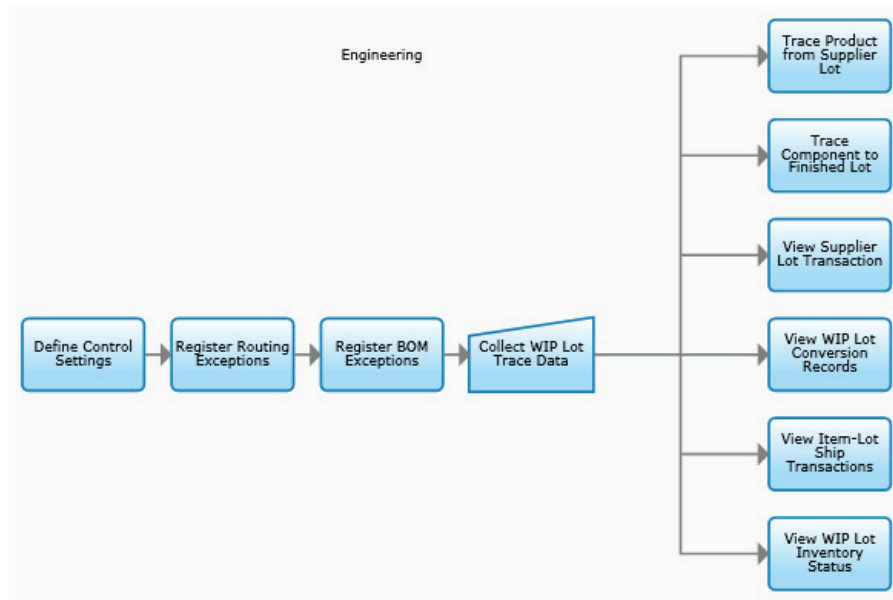 Engineering
Trace Product
from Supplier
Lot
Trace
Component to
Finished Lot
View Supplier
Lot Transaction
Define Control
Settings
Register Routing
Exceptions
Register BOM
Exceptions
Collect WIP Lot
Trace Data
View WIP Lot
Conversion
Records
View Item-Lot
Ship
Transactions
View WIP Lot
Inventory
Status